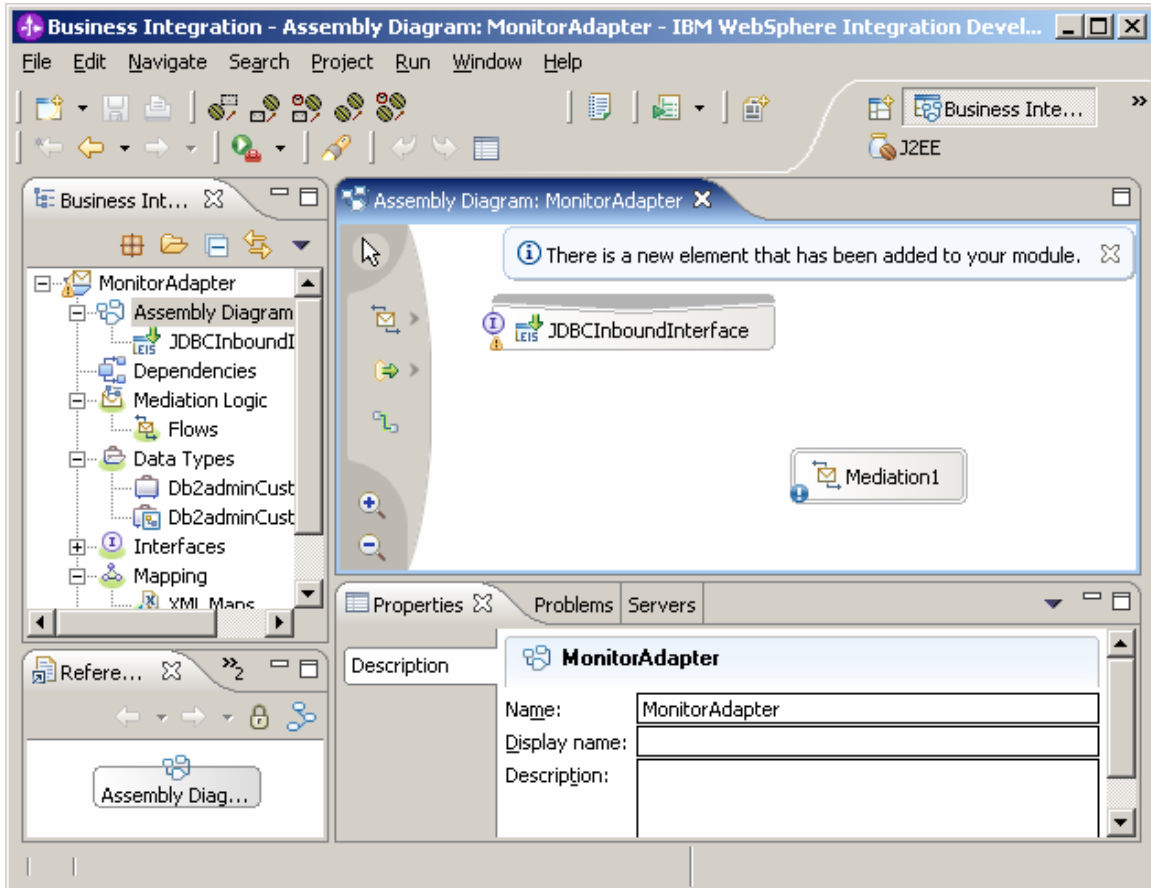 Business Integration - Assembly Diagram: MonitorAdapter - IBM WebSphere Integration Devel...
File Edit Navigate Search Project Run Window Help
Business Inte...
J2EE
Business Int...
MonitorAdapter
Assembly Diagram
JDBCInboundI
Dependencies
Mediation Logic
Flows
Data Types
Db2adminCust
Db2adminCust
Interfaces
Mapping
XML Maps
Assembly Diagram: MonitorAdapter
There is a new element that has been added to your module.
EIS JDBCInboundInterface
Mediation1
Refere... 2
Assembly Diag...
Properties Problems Servers
Description
MonitorAdapter
Name: MonitorAdapter
Display name:
Description: